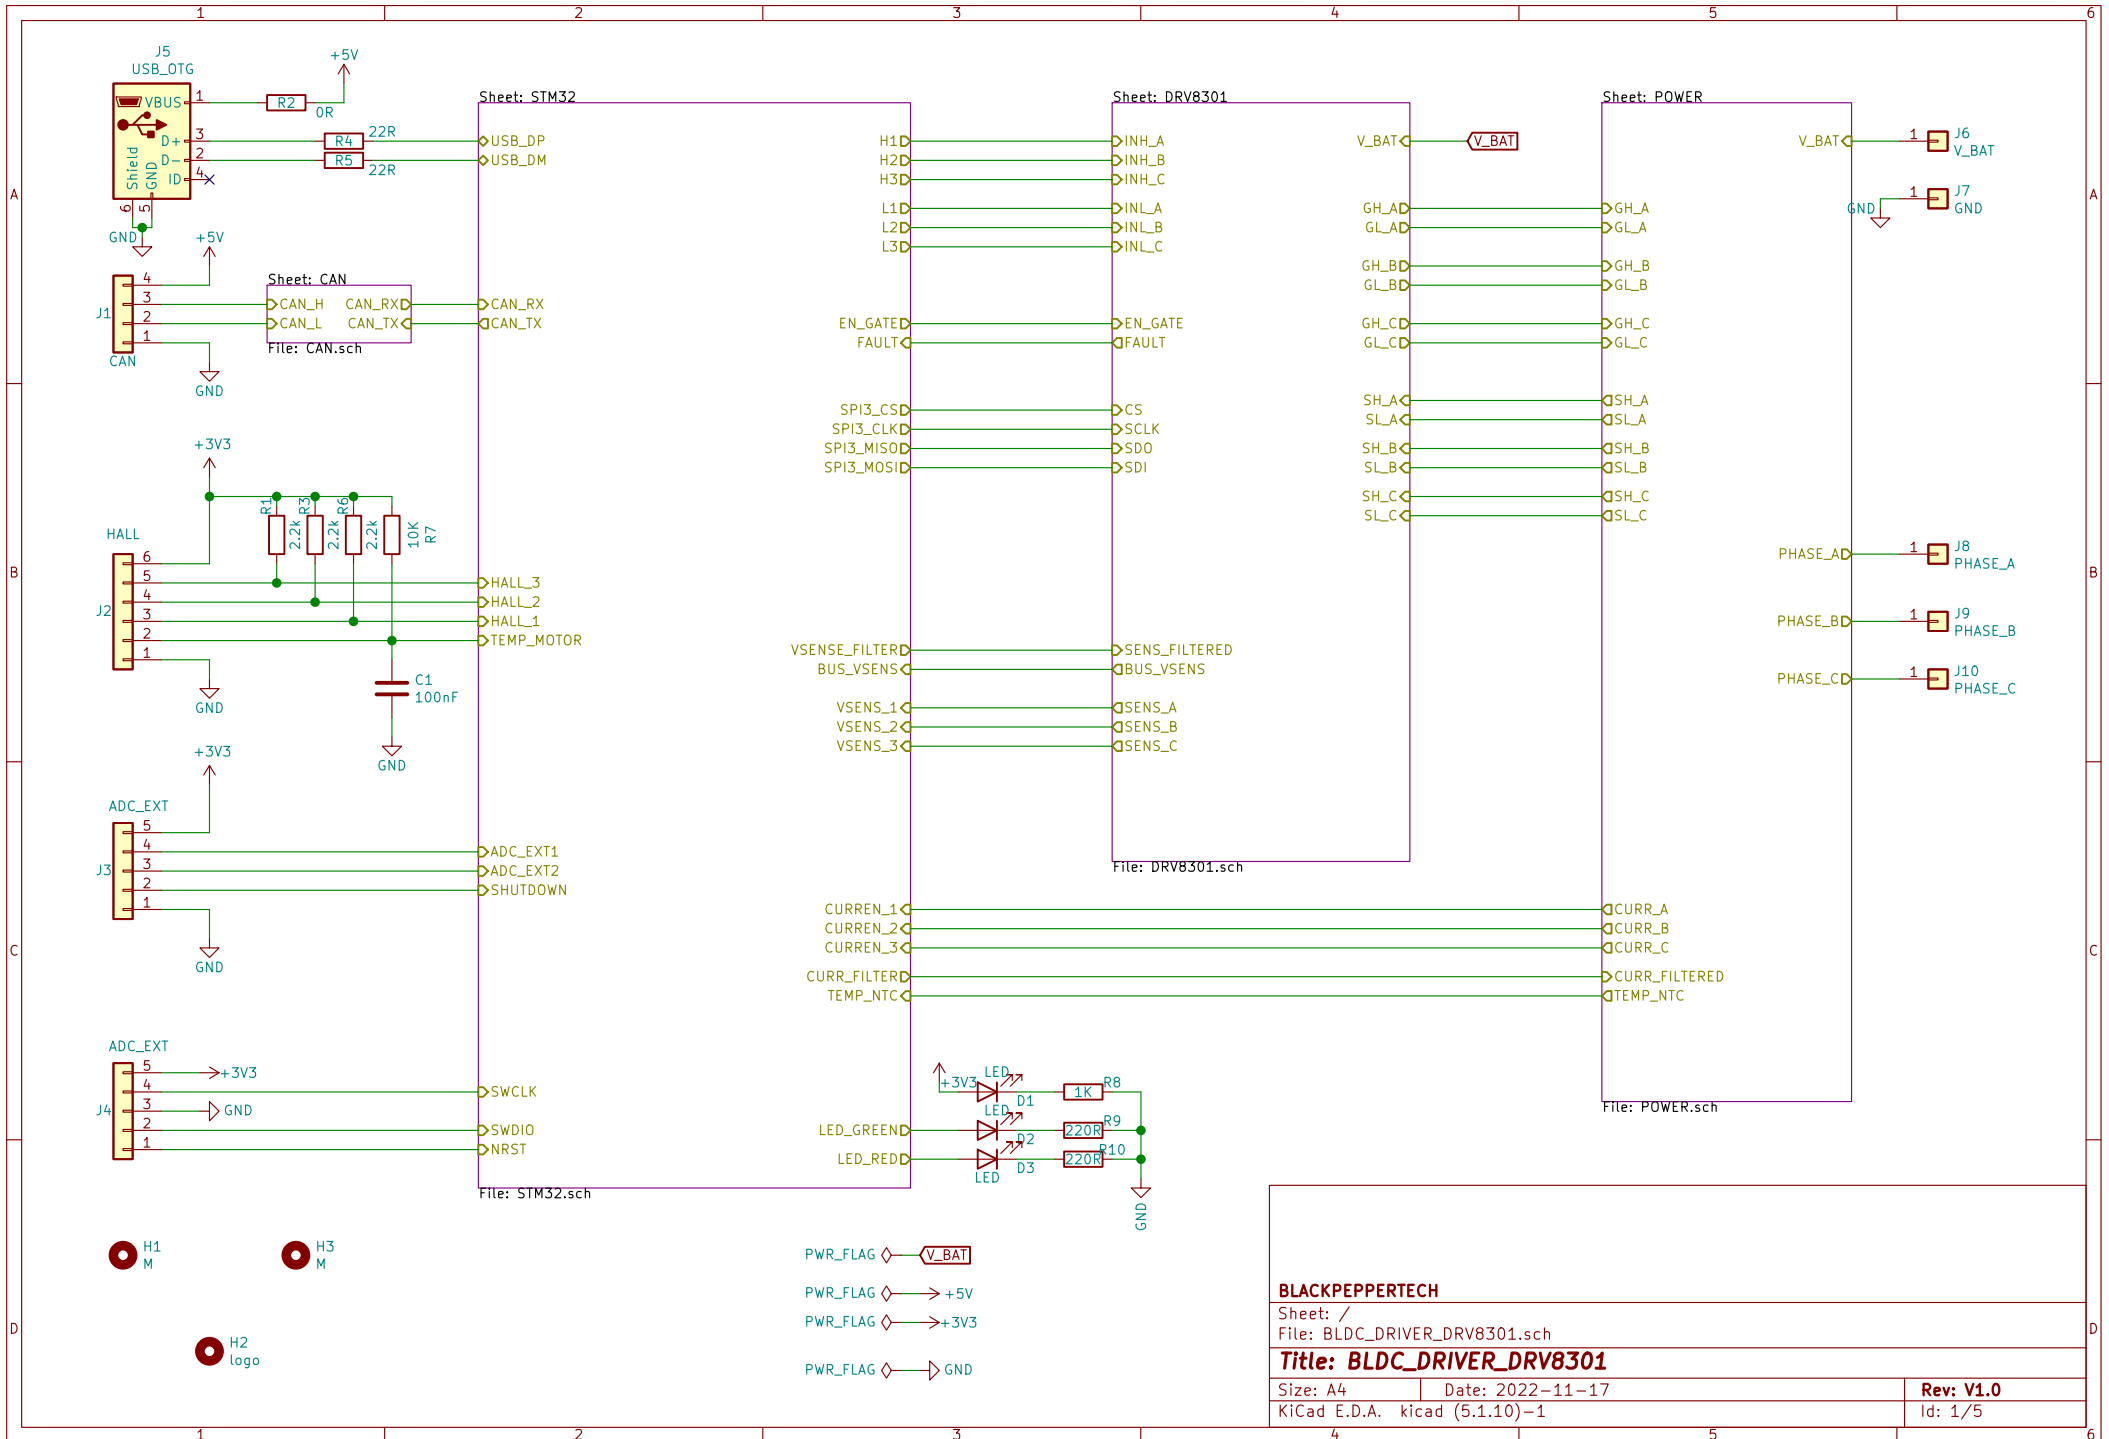 1 2 3 4 5 6
A
B
C
D
J5
USB_OTG
VBUS 1
D+ 3
D- 2
ID 4
Shield
GND
6 5
GND
R2
0R
+5V
R4 22R
R5
22R
+5V
J1
CAN
4
3
2
1
GND
Sheet: CAN
CAN_H CAN_RX
CAN_L CAN_TX
File: CAN.sch
+3V3
HALL
J2
6
5
4
3
2
1
GND
R1 2.2k
R3 2.2k
R6 2.2k
10K R7
C1
100nF
GND
+3V3
ADC_EXT
J3
5
4
3
2
1
GND
ADC_EXT
J4
5 +3V3
4
3 GND
2
1
Sheet: STM32
USB_DP
USB_DM
CAN_RX
CAN_TX
HALL_3
HALL_2
HALL_1
TEMP_MOTOR
ADC_EXT1
ADC_EXT2
SHUTDOWN
SWCLK
SWDIO
NRST
H1
H2
H3
L1
L2
L3
EN_GATE
FAULT
SPI3_CS
SPI3_CLK
SPI3_MISO
SPI3_MOSI
VSENSE_FILTER
BUS_VSENS
VSENS_1
VSENS_2
VSENS_3
CURREN_1
CURREN_2
CURREN_3
CURR_FILTER
TEMP_NTC
LED_GREEN
LED_RED
File: STM32.sch
+3V3
LED
D1
1K
R8
LED
D2
220R
R9
D3
LED
220R
R10
GND
Sheet: DRV8301
INH_A
INH_B
INH_C
INL_A
INL_B
INL_C
EN_GATE
FAULT
CS
SCLK
SDO
SDI
SENS_FILTERED
BUS_VSENS
SENS_A
SENS_B
SENS_C
V_BAT
GH_A
GL_A
GH_B
GL_B
GH_C
GL_C
SH_A
SL_A
SH_B
SL_B
SH_C
SL_C
File: DRV8301.sch
V_BAT
Sheet: POWER
GH_A
GL_A
GH_B
GL_B
GH_C
GL_C
SH_A
SL_A
SH_B
SL_B
SH_C
SL_C
CURR_A
CURR_B
CURR_C
CURR_FILTERED
TEMP_NTC
V_BAT
PHASE_A
PHASE_B
PHASE_C
File: POWER.sch
1 J6
V_BAT
1 J7
GND
GND
1 J8
PHASE_A
1 J9
PHASE_B
1 J10
PHASE_C
H1
M
H3
M
H2
logo
PWR_FLAG V_BAT
PWR_FLAG +5V
PWR_FLAG +3V3
PWR_FLAG GND
BLACKPEPPERTECH
Sheet: /
File: BLDC_DRIVER_DRV8301.sch
Title: BLDC_DRIVER_DRV8301
Size: A4 Date: 2022-11-17 Rev: V1.0
KiCad E.D.A. kicad (5.1.10)-1 Id: 1/5
A
B
C
D
1 2 3 4 5 6